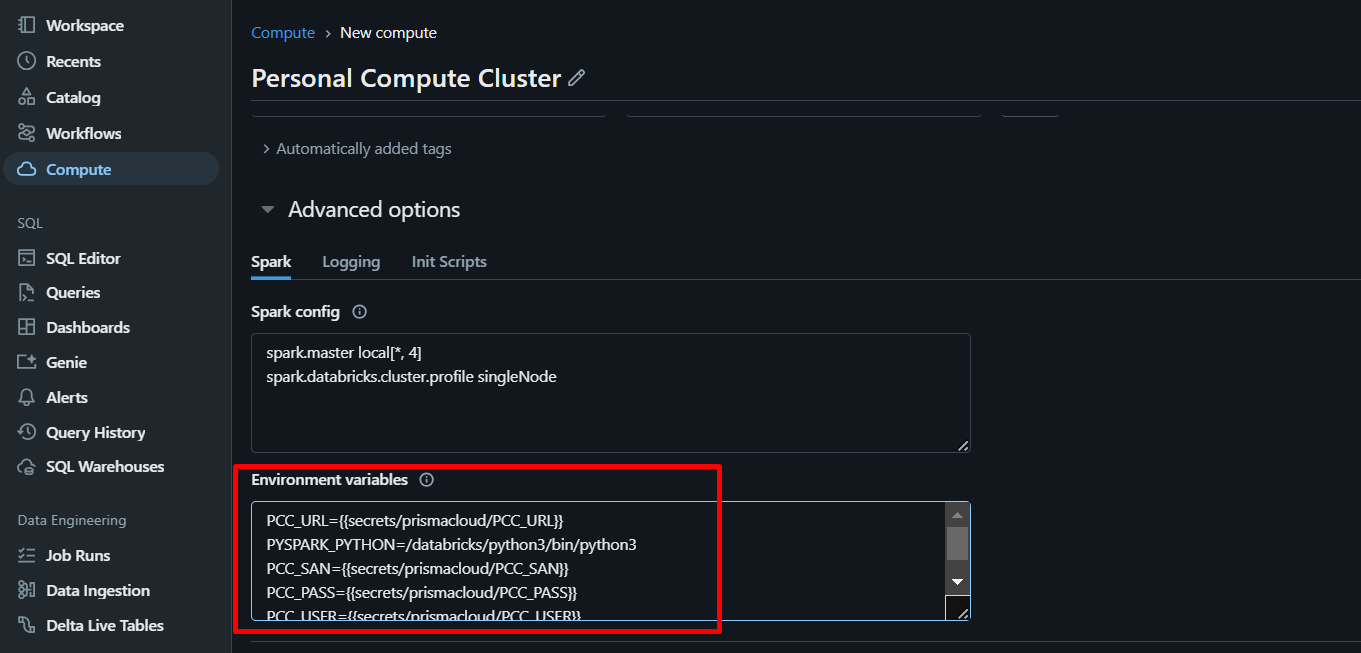 Workspace
Recents
Catalog
Workflows
Compute
SQL
SQL Editor
Queries
Dashboards
Genie
Alerts
Query History
SQL Warehouses
Data Engineering
Job Runs
Data Ingestion
Delta Live Tables
Compute › New compute
Personal Compute Cluster
Automatically added tags
Advanced options
Spark Logging Init Scripts
Spark config
spark.master local[*, 4]
spark.databricks.cluster.profile singleNode
Environment variables
PCC_URL={{secrets/prismacloud/PCC_URL}}
PYSPARK_PYTHON=/databricks/python3/bin/python3
PCC_SAN={{secrets/prismacloud/PCC_SAN}}
PCC_PASS={{secrets/prismacloud/PCC_PASS}}
PCC_USER={{secrets/prismacloud/PCC_USER}}